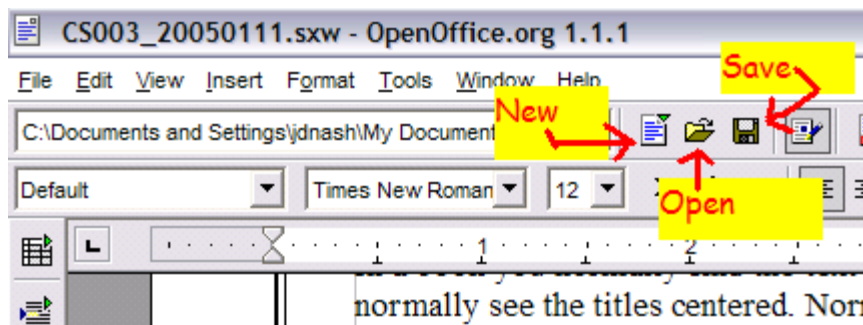 CS003_20050111.sxw - OpenOffice.org 1.1.1
File Edit View Insert Format Tools Window Help
Save
New
C:\Documents and Settings\jdnash\My Document
Default Times New Roman 12
Open
1 2
normally see the titles centered. Nor